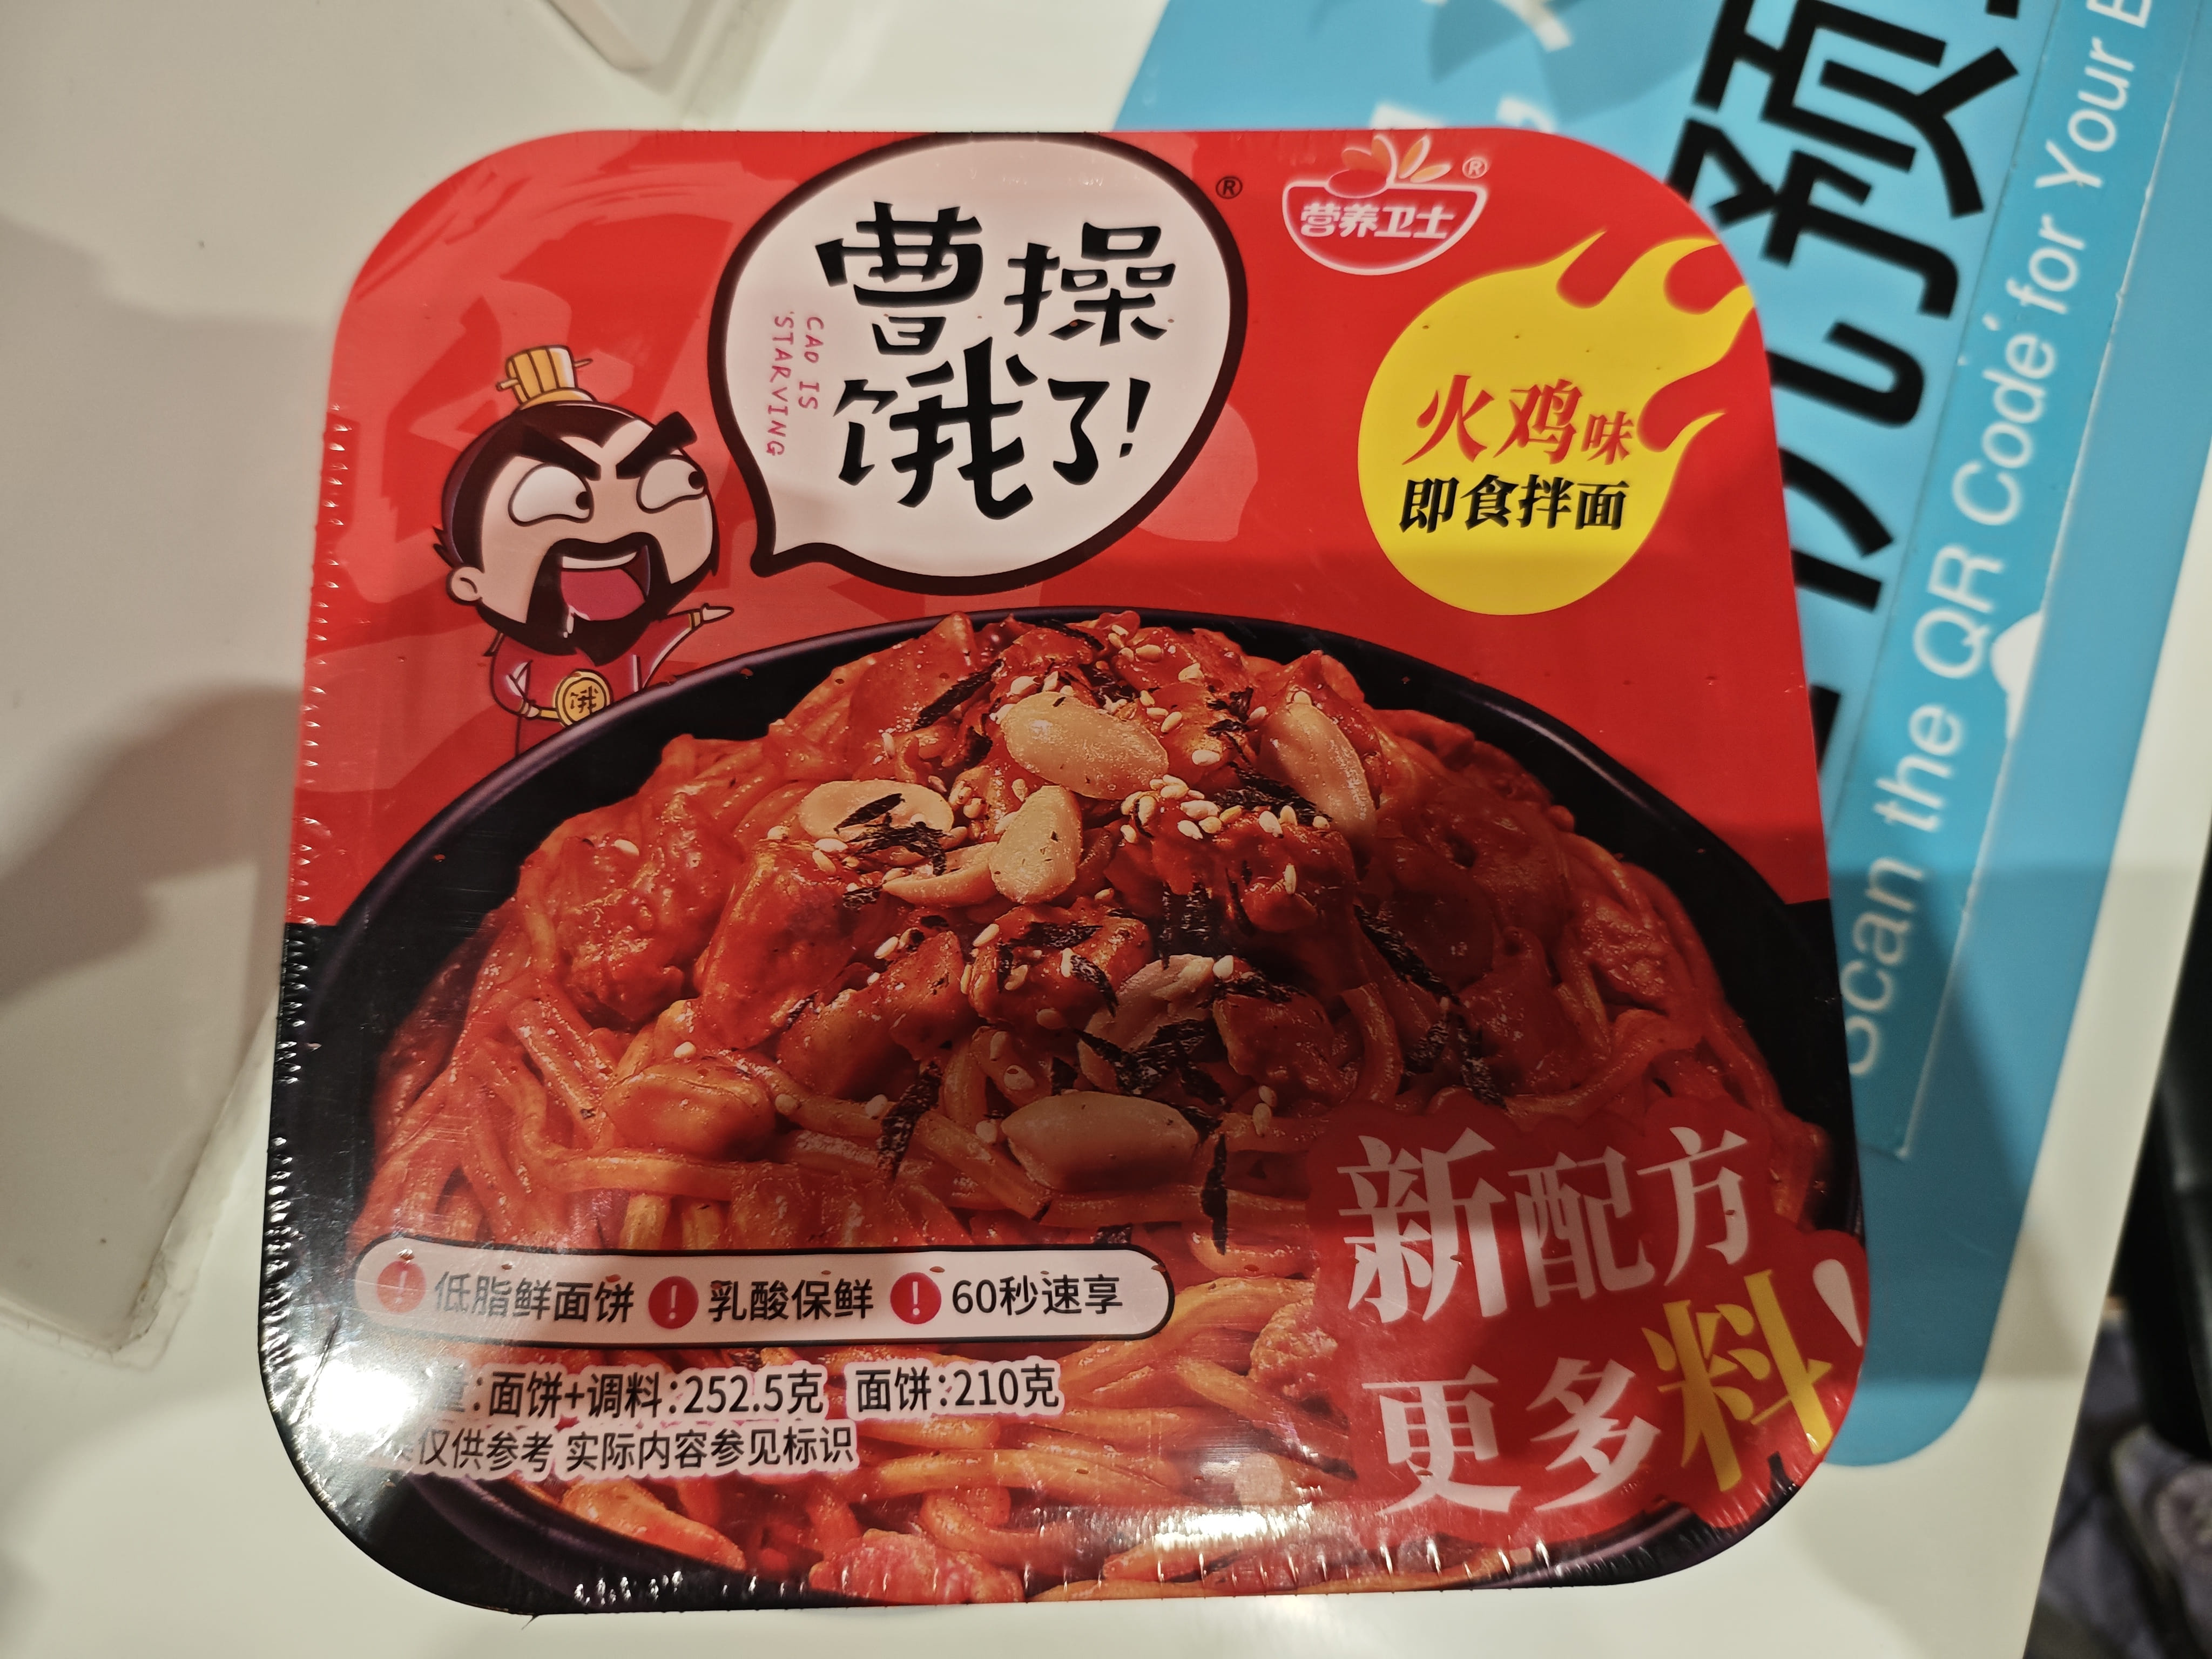 曹操
饿了!
®
CAO IS
STARVING
营养卫士
®
火鸡味
即食拌面
饿
新配方
更多料!
! 低脂鲜面饼 ! 乳酸保鲜 ! 60秒速享
量:面饼+调料:252.5克 面饼:210克
仅供参考 实际内容参见标识
Scan the QR Code for Your